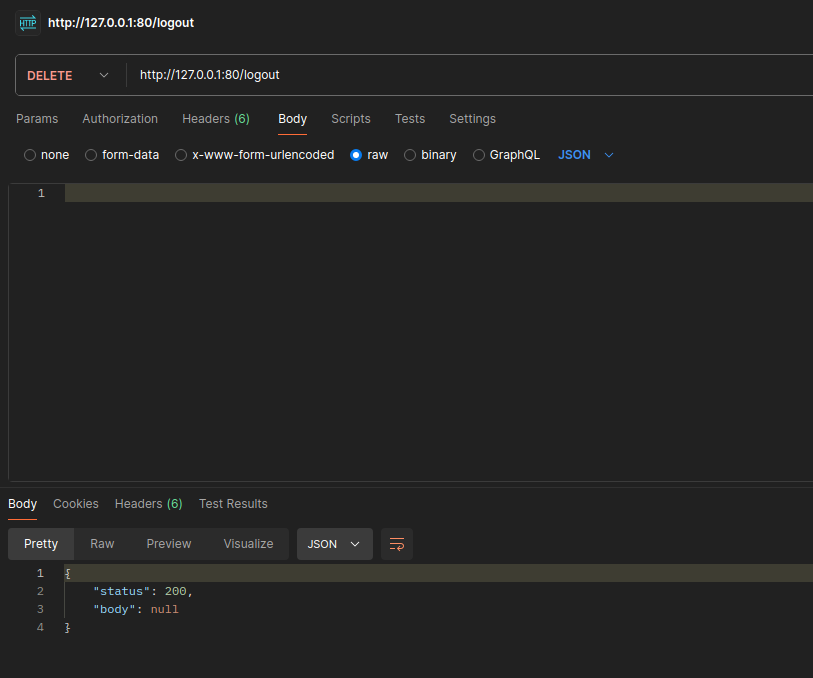 HTTP http://127.0.0.1:80/logout
DELETE http://127.0.0.1:80/logout
Params Authorization Headers (6) Body Scripts Tests Settings
none form-data x-www-form-urlencoded raw binary GraphQL JSON
1
Body Cookies Headers (6) Test Results
Pretty Raw Preview Visualize JSON
1 {
2 "status": 200,
3 "body": null
4 }